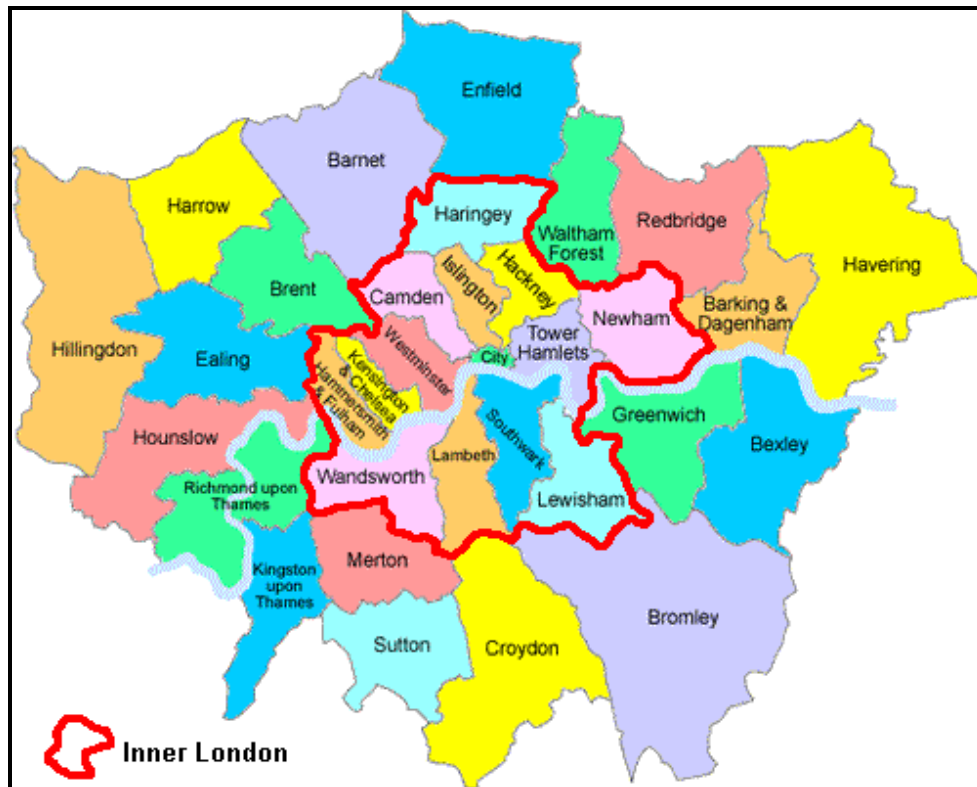 Enfield
Barnet
Harrow
Haringey
Waltham
Forest
Redbridge
Havering
Brent
Camden
Islington
Hackney
Newham
Barking &
Dagenham
Hillingdon
Ealing
Westminster
City
Tower
Hamlets
Kensington
& Chelsea
Hammersmith
& Fulham
Hounslow
Greenwich
Bexley
Southwark
Lambeth
Wandsworth
Lewisham
Richmond upon
Thames
Merton
Kingston
upon
Thames
Bromley
Sutton
Croydon
Inner London